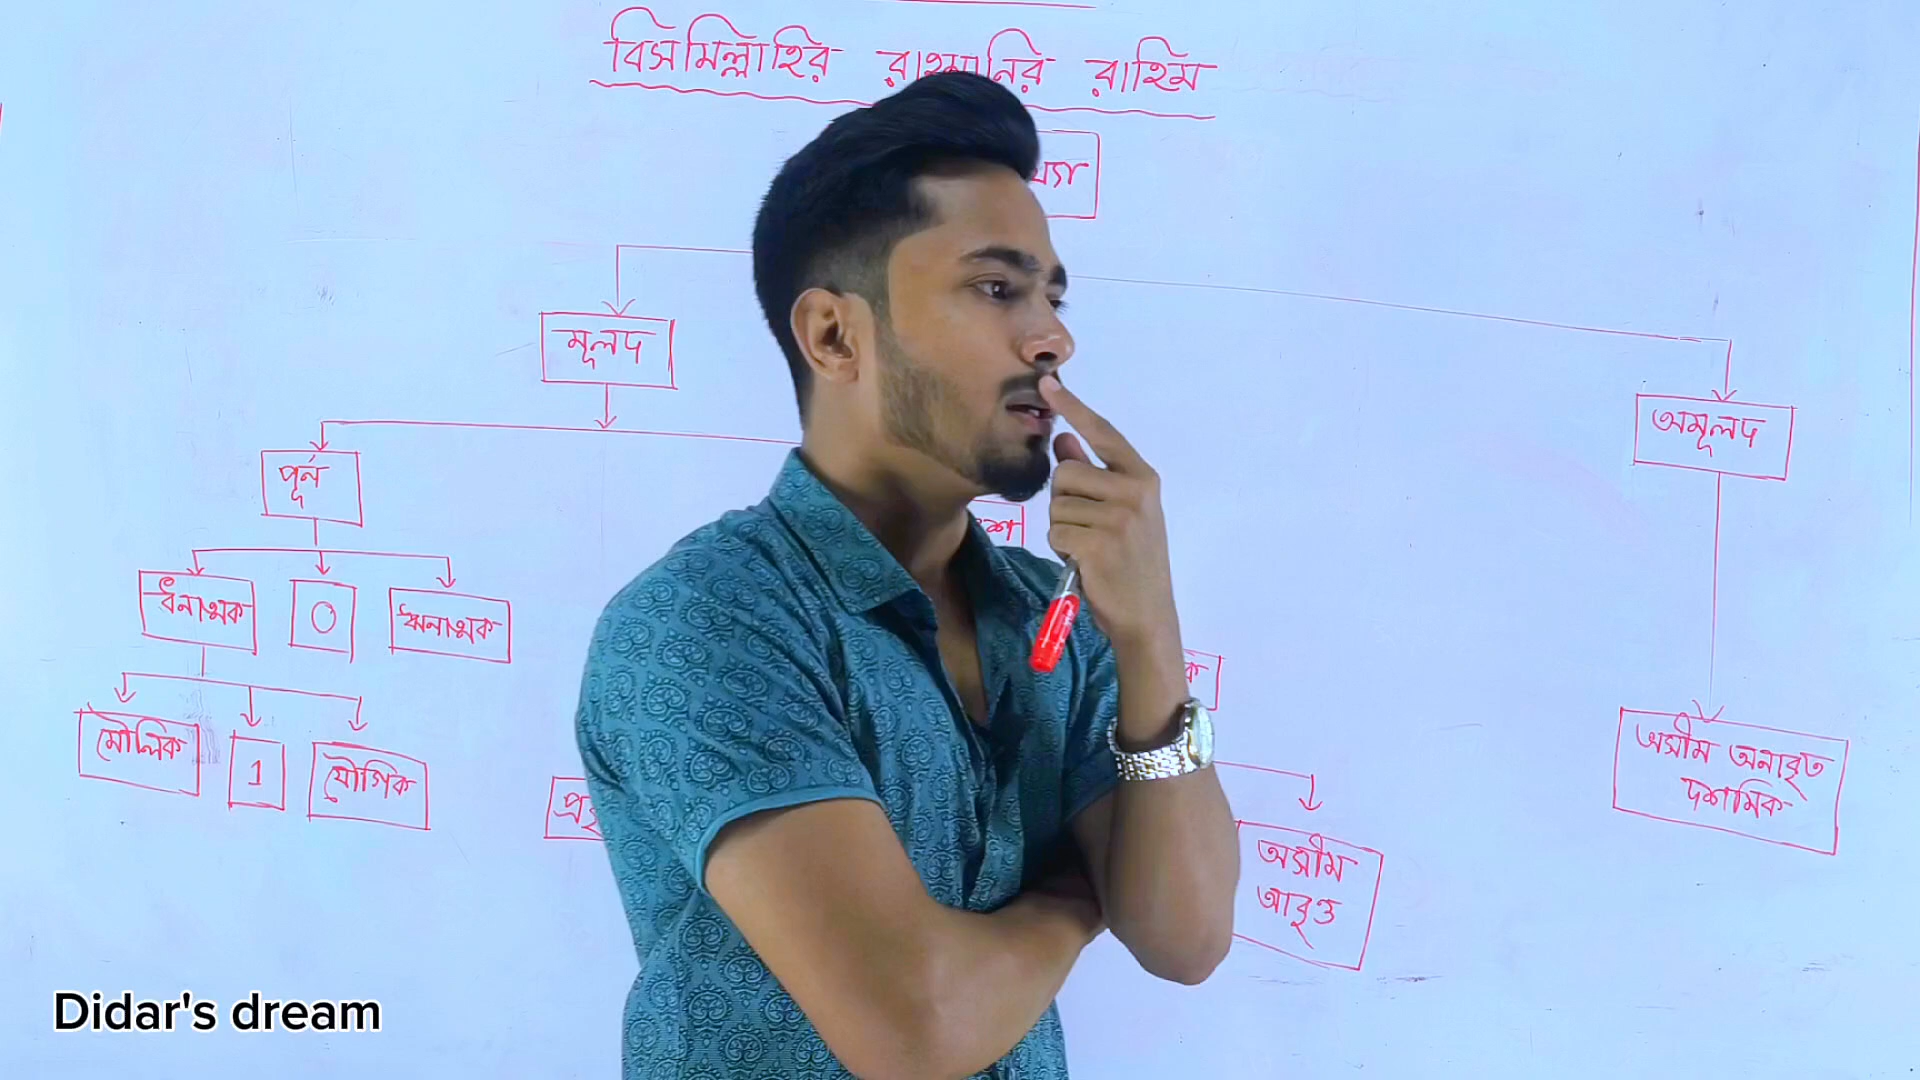 বিসমিল্লাহির রাহমানির রাহিম
মূলদ
অমূলদ
পূর্ন
ধনাত্মক
0
ঋনাত্মক
মৌলিক
1
যৌগিক
অসীম
আবৃত্ত
অসীম অনাবৃত
দশমিক
Didar's dream